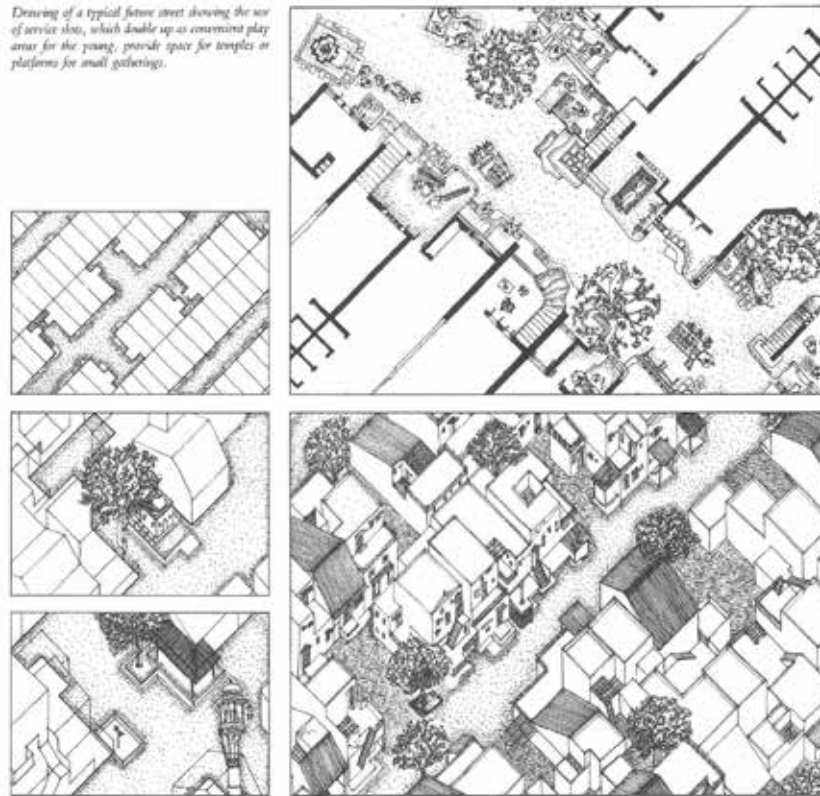 Drawing of a typical future street showing the use
of service slots, which double up as convenient play
areas for the young, provide space for temples or
platforms for small gatherings.